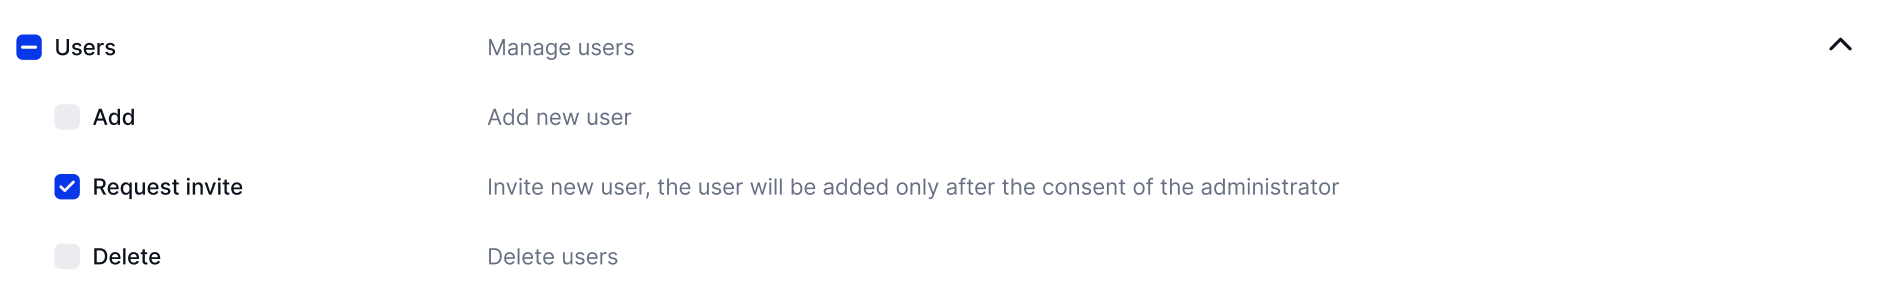 Users Manage users
Add Add new user
Request invite Invite new user, the user will be added only after the consent of the administrator
Delete Delete users